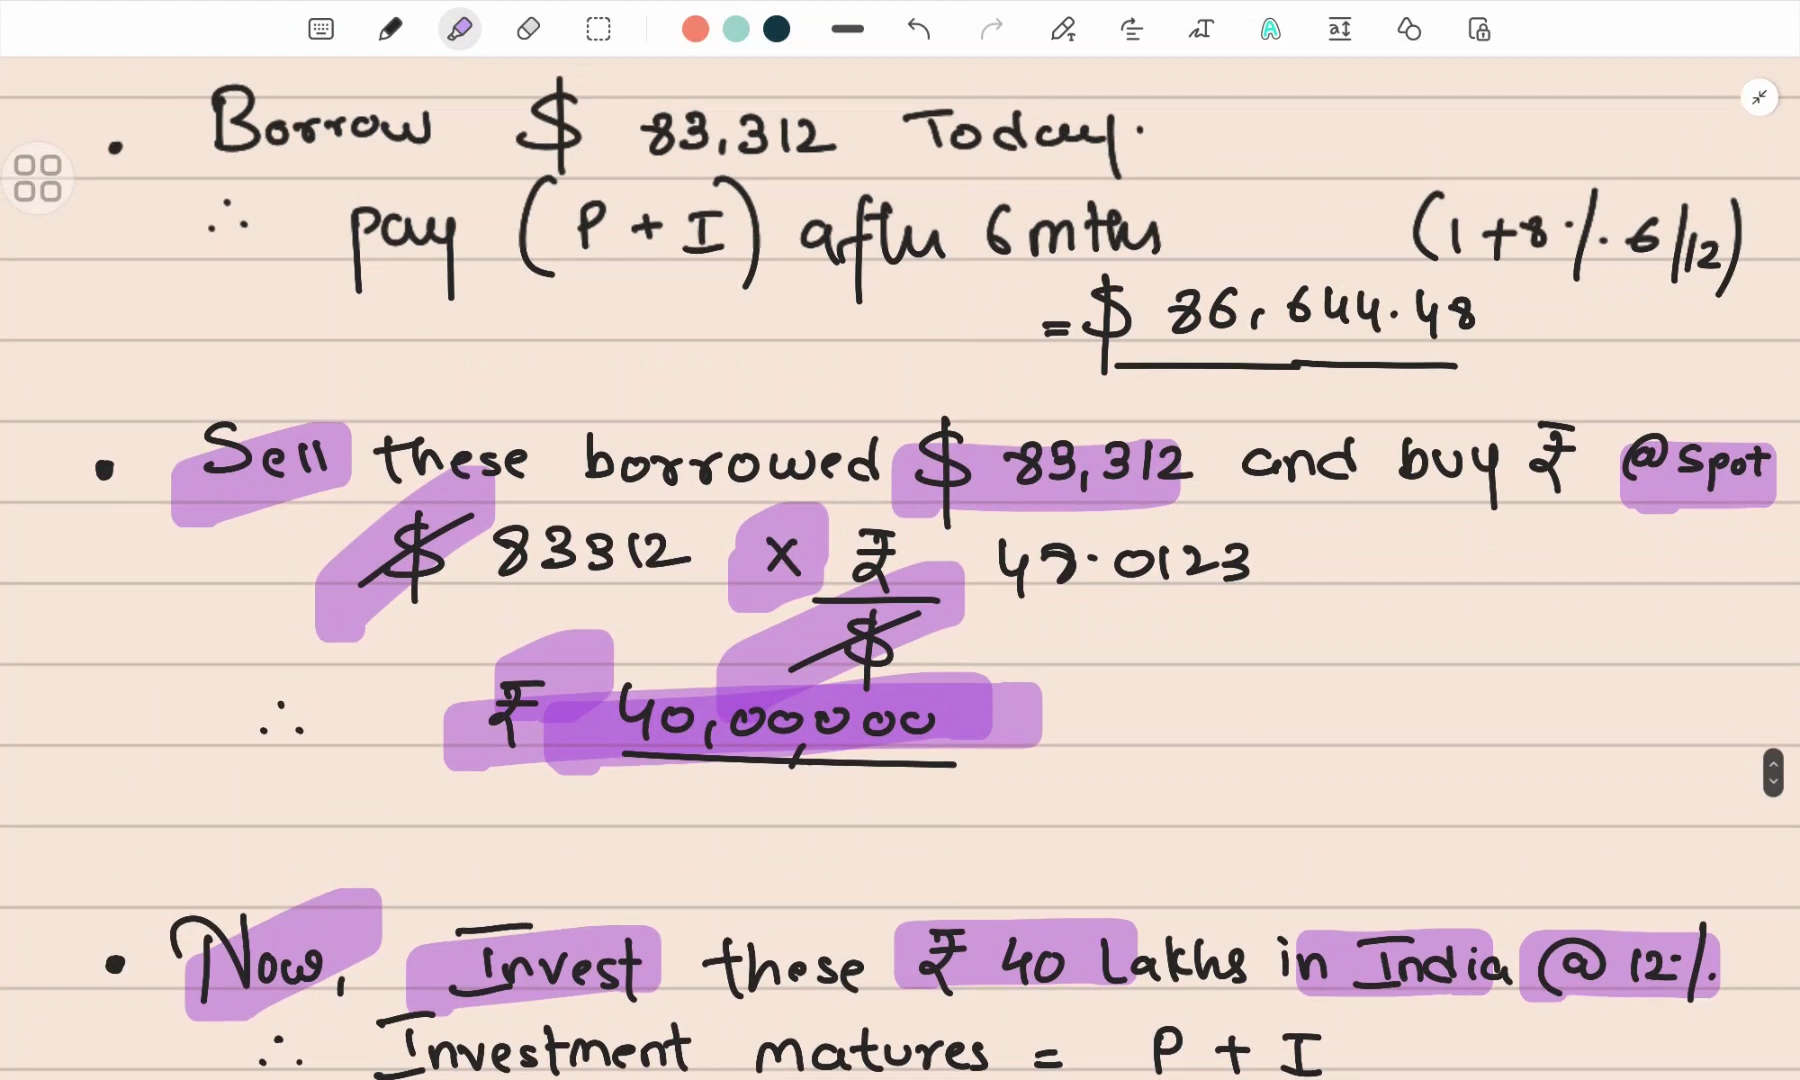 • Borrow $ 83,312 Today.
∴ pay (P + I) after 6 mths (1 + 8% 6/12)
= $ 86,644.48
• Sell these borrowed $ 83,312 and buy ₹ @ spot
$ 83312 × ₹/$ 48.0123
∴ ₹ 40,00,000
• Now, Invest these ₹ 40 Lakhs in India @ 12%
∴ Investment matures = P + I